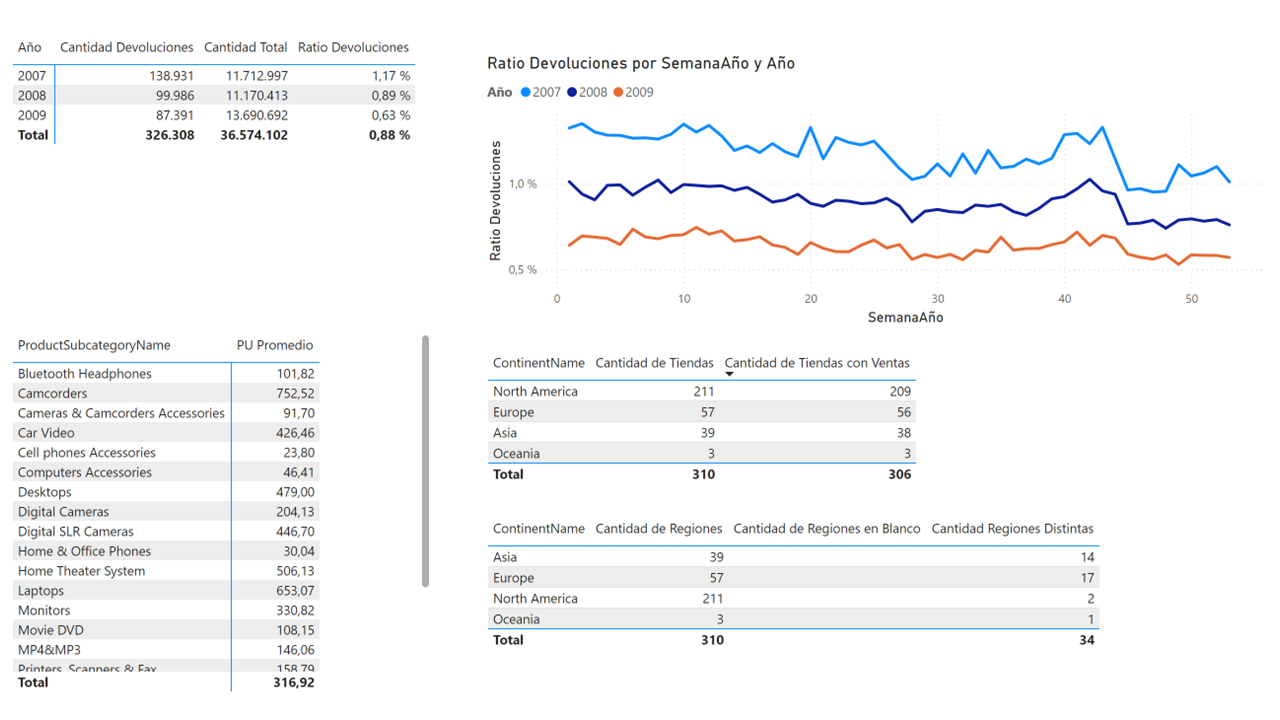 Año Cantidad Devoluciones Cantidad Total Ratio Devoluciones
2007 138.931 11.712.997 1,17 %
2008 99.986 11.170.413 0,89 %
2009 87.391 13.690.692 0,63 %
Total 326.308 36.574.102 0,88 %
Ratio Devoluciones por SemanaAño y Año
Año 2007 2008 2009
Ratio Devoluciones
1,0 %
0,5 %
0 10 20 30 40 50
SemanaAño
ProductSubcategoryName PU Promedio
Bluetooth Headphones 101,82
Camcorders 752,52
Cameras & Camcorders Accessories 91,70
Car Video 426,46
Cell phones Accessories 23,80
Computers Accessories 46,41
Desktops 479,00
Digital Cameras 204,13
Digital SLR Cameras 446,70
Home & Office Phones 30,04
Home Theater System 506,13
Laptops 653,07
Monitors 330,82
Movie DVD 108,15
MP4&MP3 146,06
Printers, Scanners & Fax 158,79
Total 316,92
ContinentName Cantidad de Tiendas Cantidad de Tiendas con Ventas
North America 211 209
Europe 57 56
Asia 39 38
Oceania 3 3
Total 310 306
ContinentName Cantidad de Regiones Cantidad de Regiones en Blanco Cantidad Regiones Distintas
Asia 39 14
Europe 57 17
North America 211 2
Oceania 3 1
Total 310 34